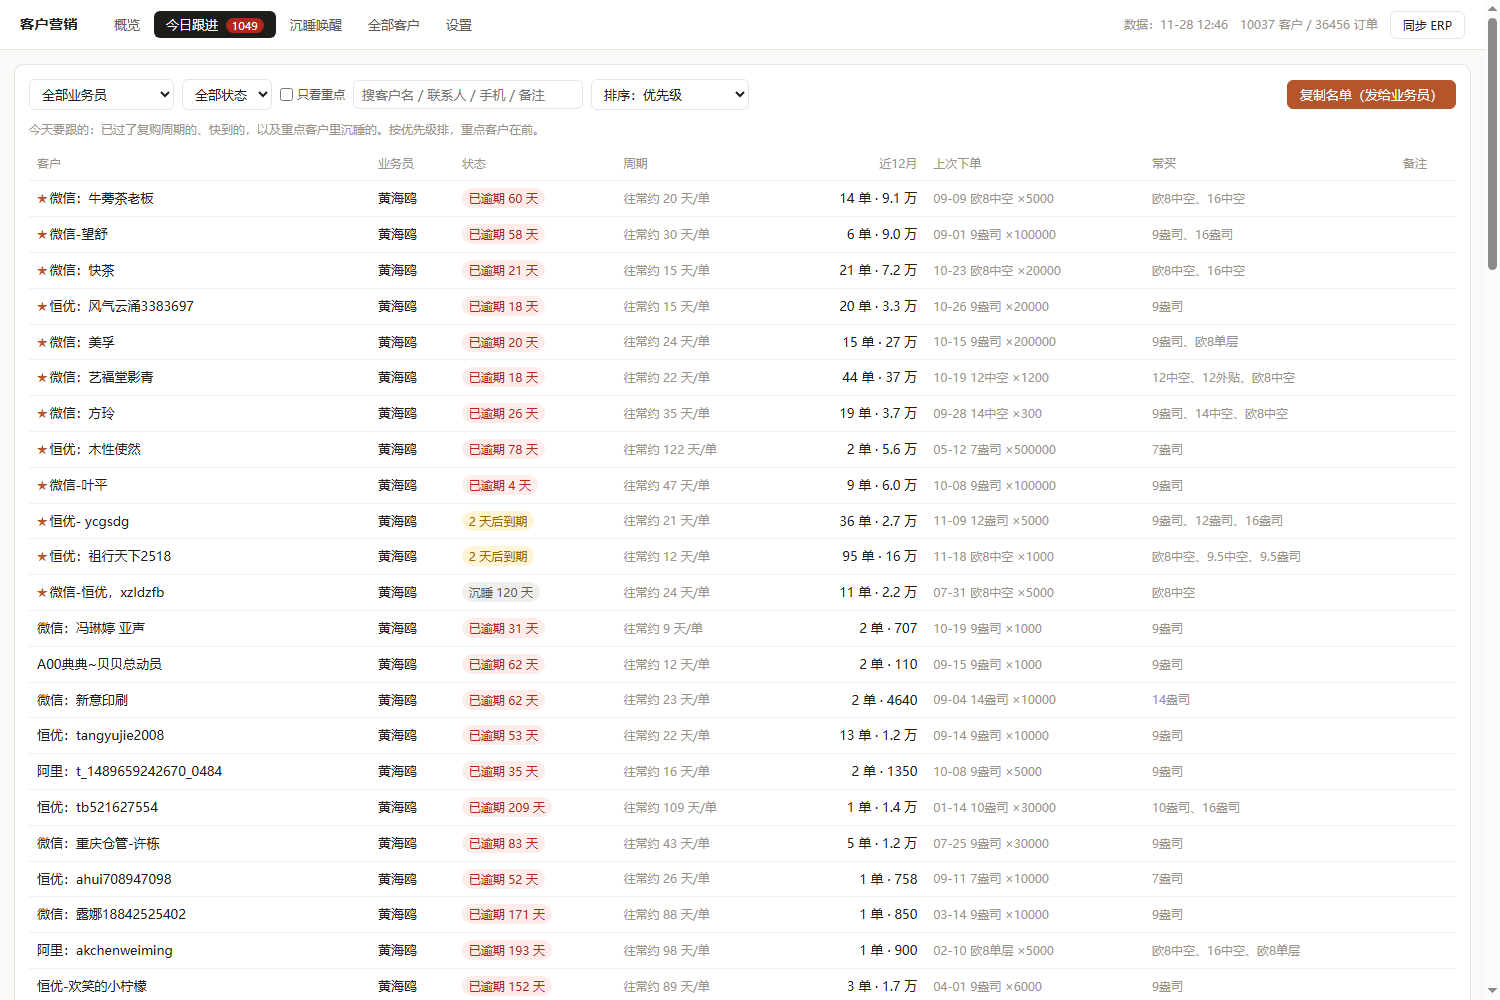 客户营销 概览 今日跟进 1049 沉睡唤醒 全部客户 设置 数据：11-28 12:46 10037 客户 / 36456 订单 同步 ERP
全部业务员 全部状态 只看重点 搜客户名 / 联系人 / 手机 / 备注 排序：优先级 复制名单（发给业务员）
今天要跟的：已过了复购周期的、快到的，以及重点客户里沉睡的。按优先级排，重点客户在前。
客户 业务员 状态 周期 近12月 上次下单 常买 备注
★微信：牛蒡茶老板 黄海鸥 已逾期 60 天 往常约 20 天/单 14 单 · 9.1 万 09-09 欧8中空 ×5000 欧8中空、16中空
★微信-望舒 黄海鸥 已逾期 58 天 往常约 30 天/单 6 单 · 9.0 万 09-01 9盎司 ×100000 9盎司、16盎司
★微信：快茶 黄海鸥 已逾期 21 天 往常约 15 天/单 21 单 · 7.2 万 10-23 欧8中空 ×20000 欧8中空、16中空
★恒优：风气云涌3383697 黄海鸥 已逾期 18 天 往常约 15 天/单 20 单 · 3.3 万 10-26 9盎司 ×20000 9盎司
★微信：美孚 黄海鸥 已逾期 20 天 往常约 24 天/单 15 单 · 27 万 10-15 9盎司 ×200000 9盎司、欧8单层
★微信：艺福堂影青 黄海鸥 已逾期 18 天 往常约 22 天/单 44 单 · 37 万 10-19 12中空 ×1200 12中空、12外贴、欧8中空
★微信：方玲 黄海鸥 已逾期 26 天 往常约 35 天/单 19 单 · 3.7 万 09-28 14中空 ×300 9盎司、14中空、欧8中空
★恒优：木性使然 黄海鸥 已逾期 78 天 往常约 122 天/单 2 单 · 5.6 万 05-12 7盎司 ×500000 7盎司
★微信-叶平 黄海鸥 已逾期 4 天 往常约 47 天/单 9 单 · 6.0 万 10-08 9盎司 ×100000 9盎司
★恒优- ycgsdg 黄海鸥 2 天后到期 往常约 21 天/单 36 单 · 2.7 万 11-09 12盎司 ×5000 9盎司、12盎司、16盎司
★恒优：祖行天下2518 黄海鸥 2 天后到期 往常约 12 天/单 95 单 · 16 万 11-18 欧8中空 ×1000 欧8中空、9.5中空、9.5盎司
★微信-恒优，xzldzfb 黄海鸥 沉睡 120 天 往常约 24 天/单 11 单 · 2.2 万 07-31 欧8中空 ×5000 欧8中空
微信：冯琳婷 亚声 黄海鸥 已逾期 31 天 往常约 9 天/单 2 单 · 707 10-19 9盎司 ×1000 9盎司
A00典典~贝贝总动员 黄海鸥 已逾期 62 天 往常约 12 天/单 2 单 · 110 09-15 9盎司 ×1000 9盎司
微信：新意印刷 黄海鸥 已逾期 62 天 往常约 23 天/单 2 单 · 4640 09-04 14盎司 ×10000 14盎司
恒优：tangyujie2008 黄海鸥 已逾期 53 天 往常约 22 天/单 13 单 · 1.2 万 09-14 9盎司 ×10000 9盎司
阿里：t_1489659242670_0484 黄海鸥 已逾期 35 天 往常约 16 天/单 2 单 · 1350 10-08 9盎司 ×5000 9盎司
恒优：tb521627554 黄海鸥 已逾期 209 天 往常约 109 天/单 1 单 · 1.4 万 01-14 10盎司 ×30000 10盎司、16盎司
微信：重庆仓管-许栋 黄海鸥 已逾期 83 天 往常约 43 天/单 5 单 · 1.2 万 07-25 9盎司 ×30000 9盎司
恒优：ahui708947098 黄海鸥 已逾期 52 天 往常约 26 天/单 1 单 · 758 09-11 7盎司 ×10000 7盎司
微信：露娜18842525402 黄海鸥 已逾期 171 天 往常约 88 天/单 1 单 · 850 03-14 9盎司 ×10000 9盎司
阿里：akchenweiming 黄海鸥 已逾期 193 天 往常约 98 天/单 1 单 · 900 02-10 欧8单层 ×5000 欧8中空、16中空、欧8单层
恒优-欢笑的小柠檬 黄海鸥 已逾期 152 天 往常约 89 天/单 3 单 · 1.7 万 04-01 9盎司 ×6000 9盎司